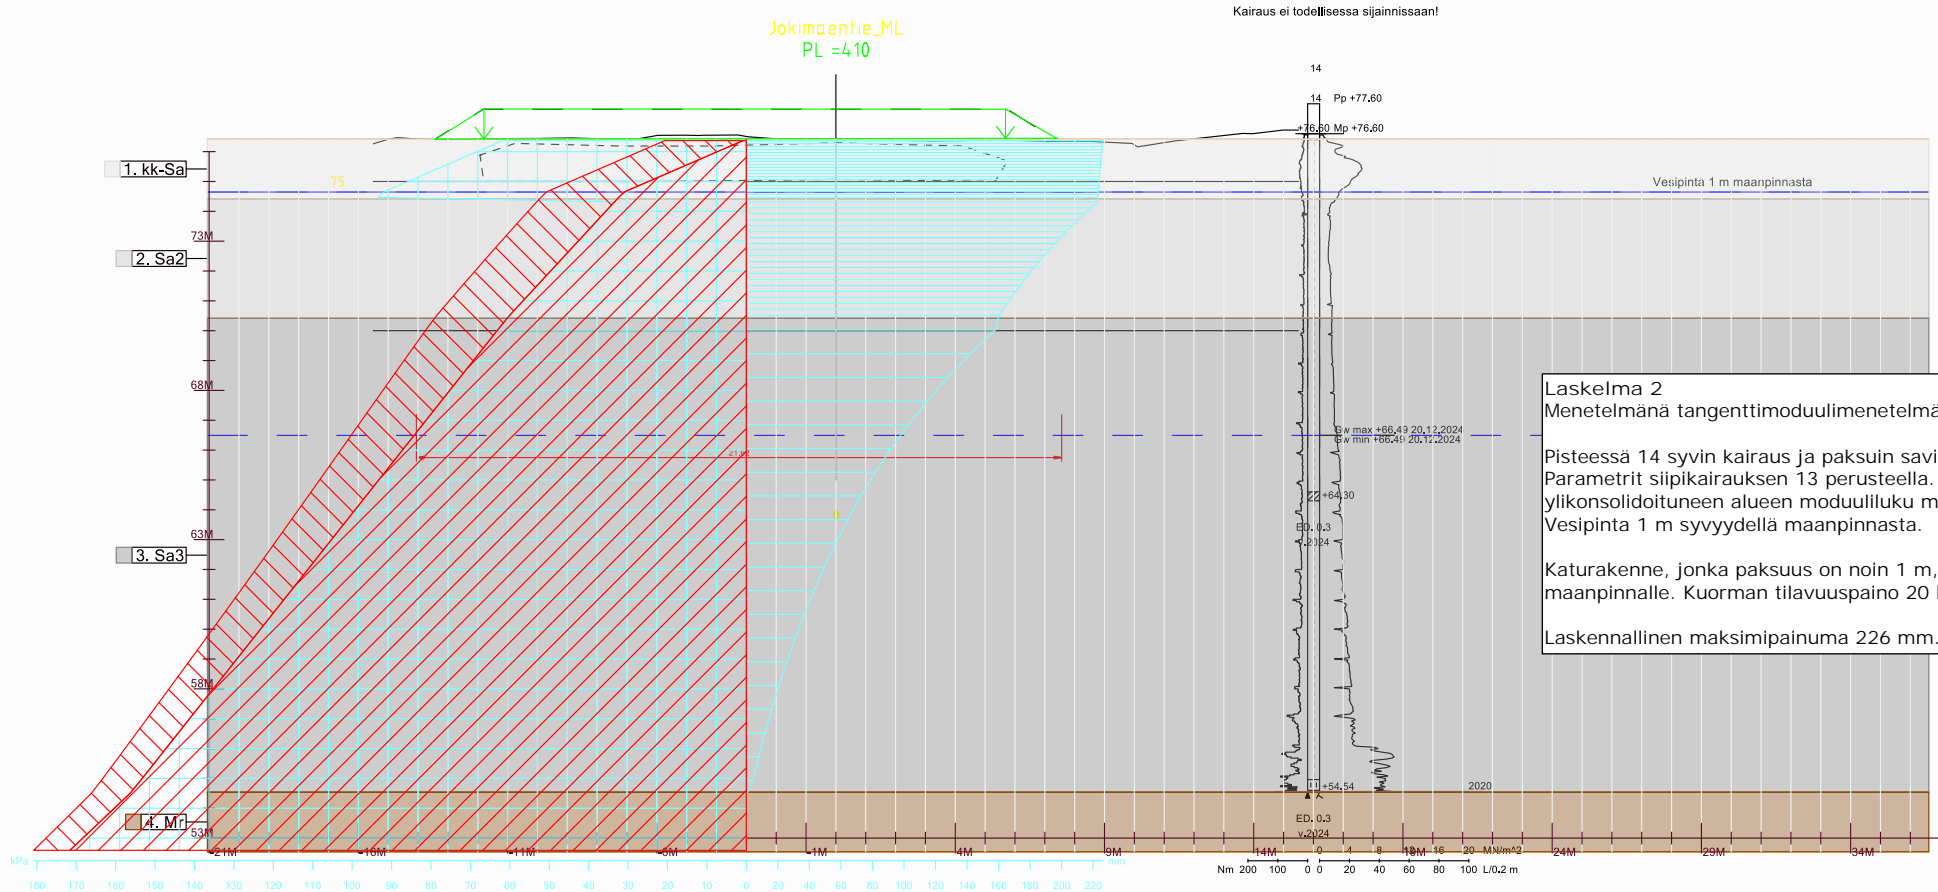 Kairaus ei todellisessa sijainnissaan!
Jokimaentie_ML
PL =410
14
14 Pp +77.60
+76.60 Mp +76.60
1. kk-Sa
75
Vesipinta 1 m maanpinnasta
73M
2. Sa2
68M
Laskelma 2
Menetelmänä tangenttimoduulimenetelmä
Gw max +66.49 20.12.2024
Gw min +66.49 20.12.2024
Pisteessä 14 syvin kairaus ja paksuin savi
Parametrit siipikairauksen 13 perusteella.
ylikonsolidoituneen alueen moduuliluku m
Vesipinta 1 m syvyydellä maanpinnasta.
Katurakenne, jonka paksuus on noin 1 m,
maanpinnalle. Kuorman tilavuuspaino 20
Laskennallinen maksimipainuma 226 mm.
+64.30
0
ED. 0.3
v.2024
63M
3. Sa3
58M
+54.54
2020
4. Mr
ED. 0.3
v.2024
53M
-21M -16M -11M -6M -1M 4M 9M 14M 19M 24M 29M 34M
0 4 8 12 16 20 MN/m^2
kPa
mm
Nm 200 100 0 0 20 40 60 80 100 L/0.2 m
180 170 160 150 140 130 120 110 100 90 80 70 60 50 40 30 20 10 0 20 40 60 80 100 120 140 160 180 200 220